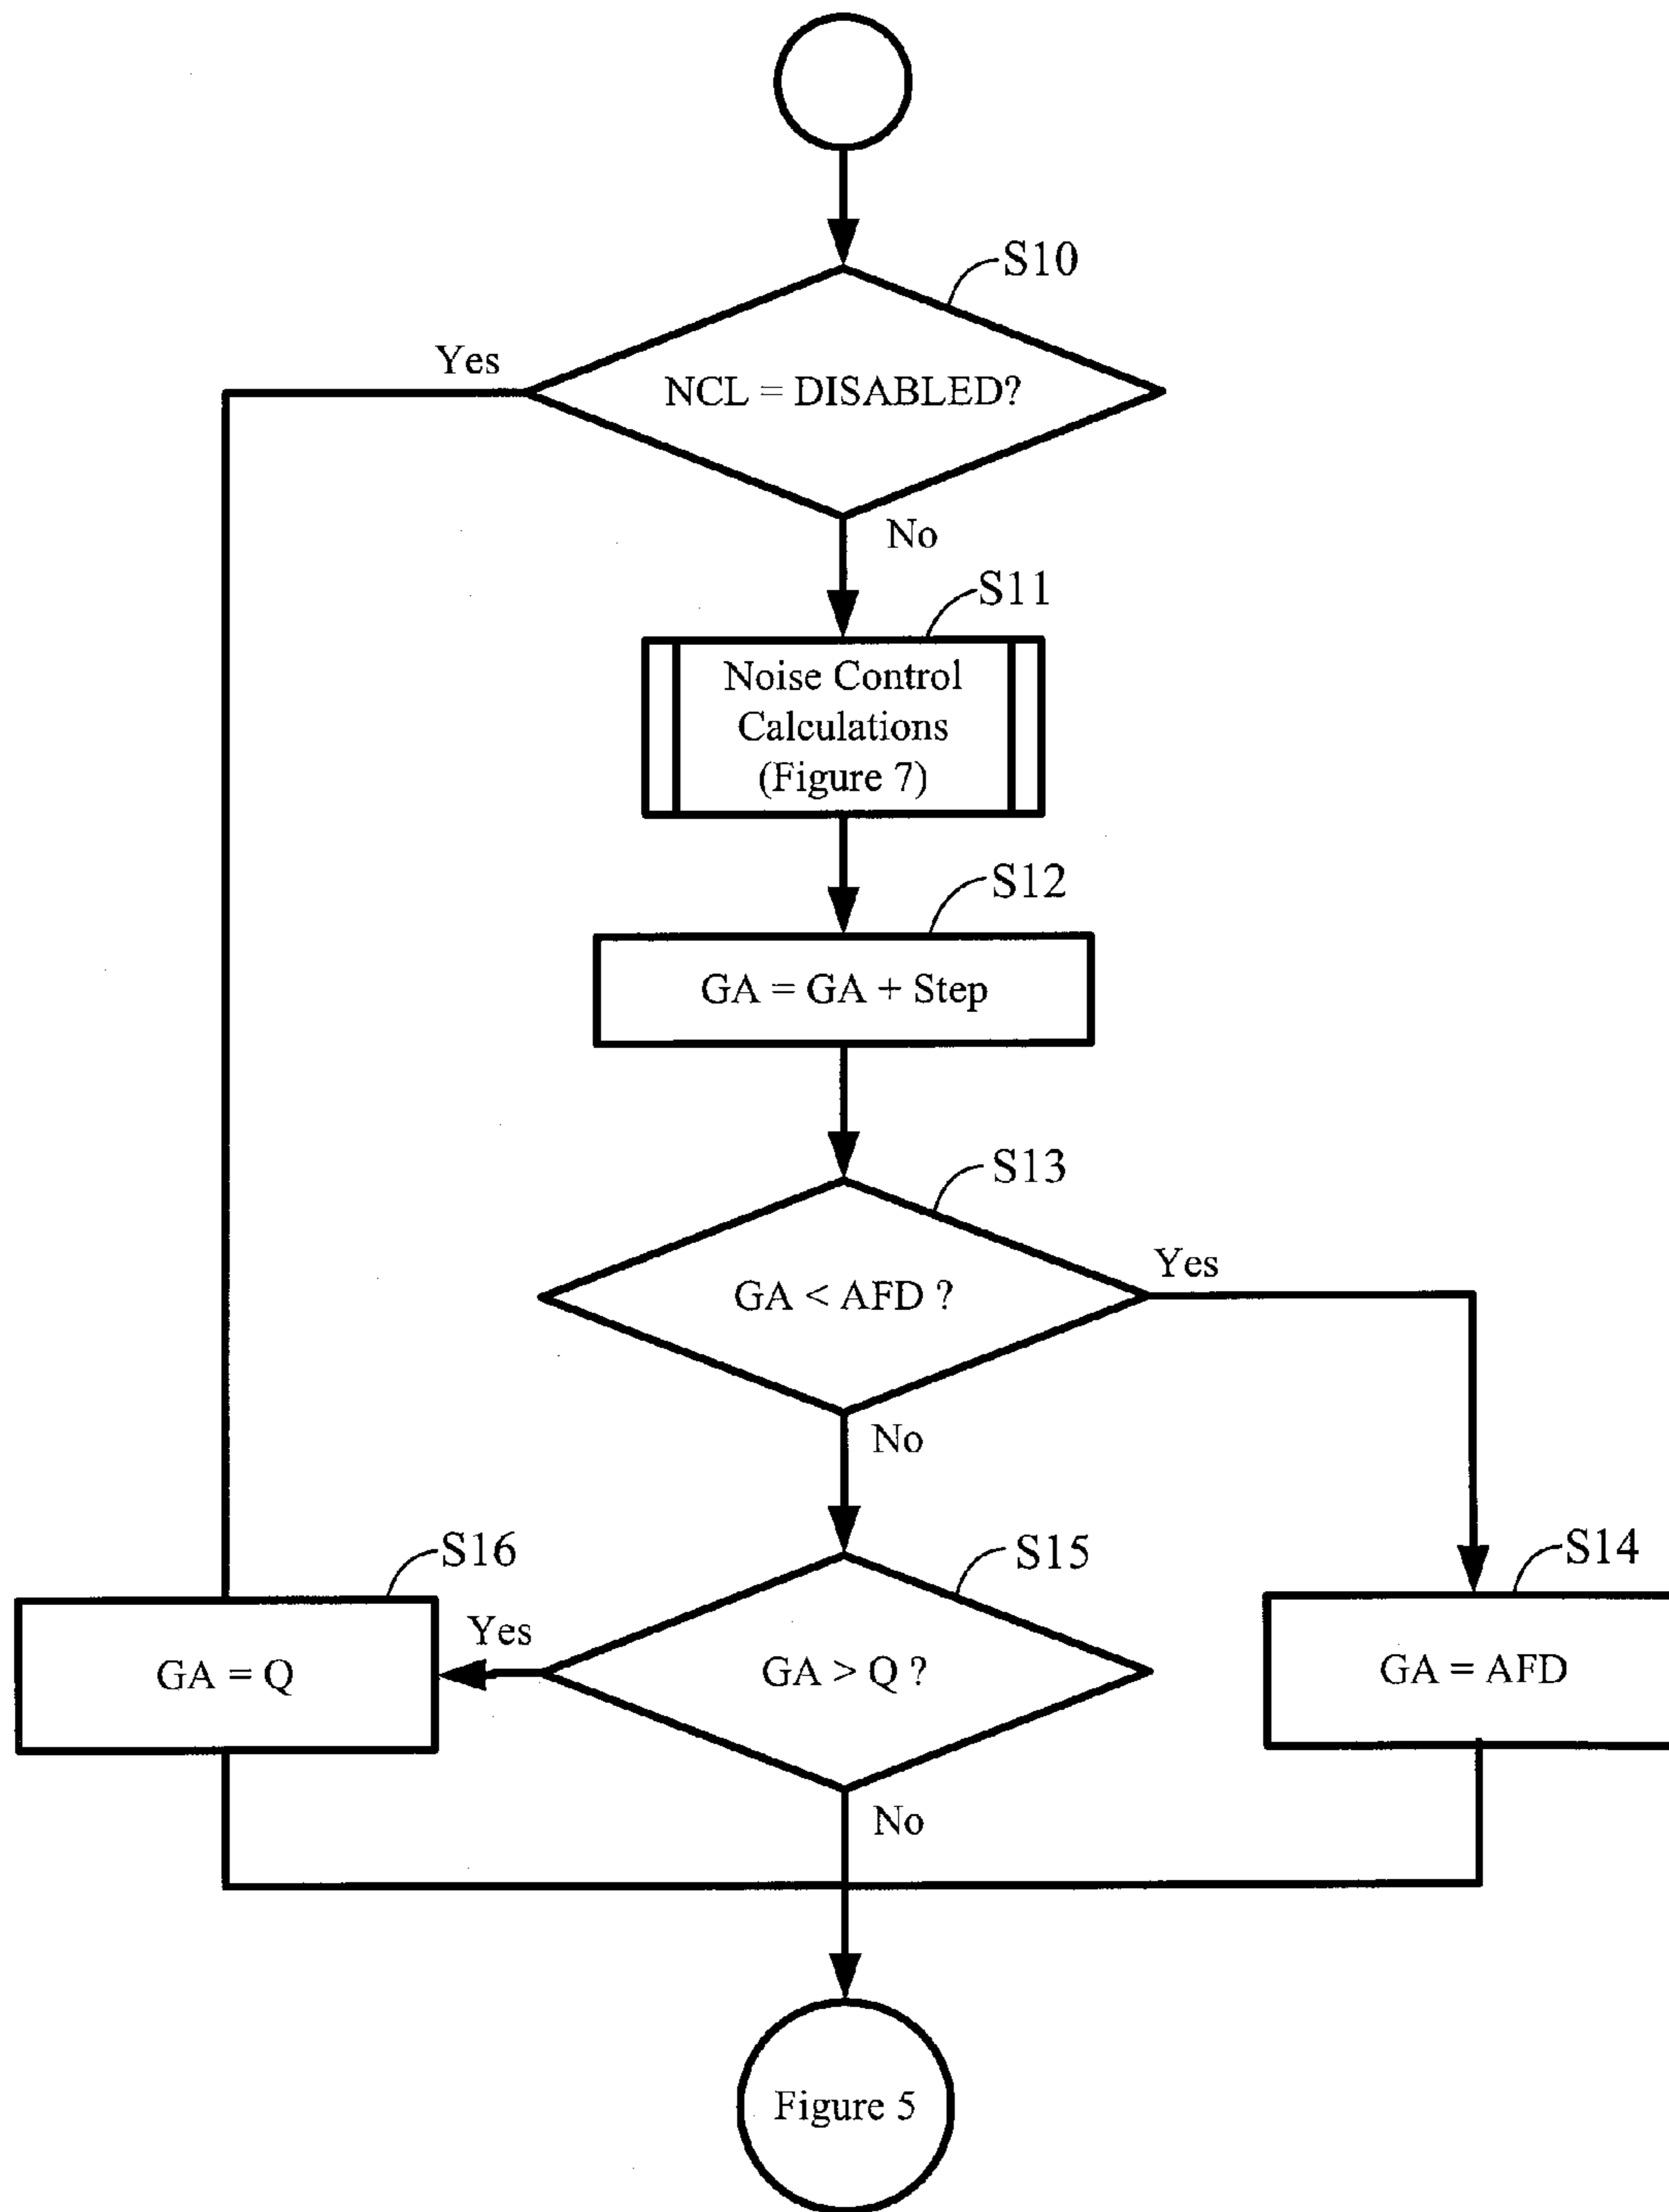 S10
Yes
NCL = DISABLED?
No
S11
Noise Control
Calculations
(Figure 7)
S12
GA = GA + Step
S13
Yes
GA < AFD ?
No
S16
S15
S14
Yes
GA = Q
GA > Q ?
GA = AFD
No
Figure 5